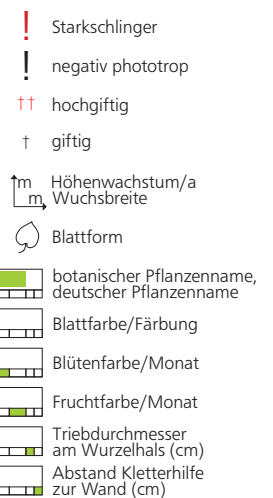 ! Starkschlinger
! negativ phototrop
†† hochgiftig
† giftig
m Höhenwachstum/a
m Wuchsbreite
Blattform
botanischer Pflanzenname,
deutscher Pflanzenname
Blattfarbe/Färbung
Blütenfarbe/Monat
Fruchtfarbe/Monat
Triebdurchmesser
am Wurzelhals (cm)
Abstand Kletterhilfe
zur Wand (cm)